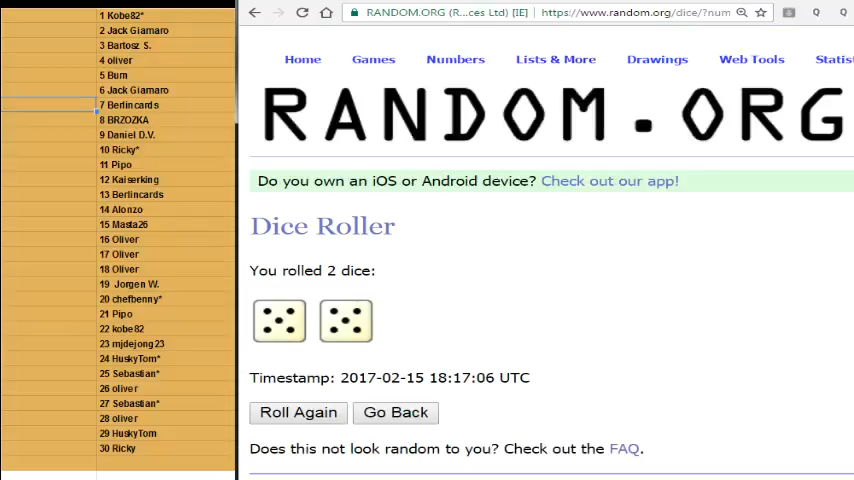 1 Kobe82*
2 Jack Giamaro
3 Bartosz S.
4 oliver
5 Bum
6 Jack Giamaro
7 Berlincards
8 BRZOZKA
9 Daniel D.V.
10 Ricky*
11 Pipo
12 Kaiserking
13 Berlincards
14 Alonzo
15 Masta26
16 Oliver
17 Oliver
18 Oliver
19 Jorgen W.
20 chefbenny*
21 Pipo
22 kobe82
23 mjdejong23
24 HuskyTom*
25 Sebastian*
26 oliver
27 Sebastian*
28 oliver
29 HuskyTom
30 Ricky
RANDOM.ORG (R...ces Ltd) [IE] https://www.random.org/dice/?num
Home Games Numbers Lists & More Drawings Web Tools Statis
RANDOM.ORG
Do you own an iOS or Android device? Check out our app!
Dice Roller
You rolled 2 dice:
Timestamp: 2017-02-15 18:17:06 UTC
Roll Again Go Back
Does this not look random to you? Check out the FAQ.